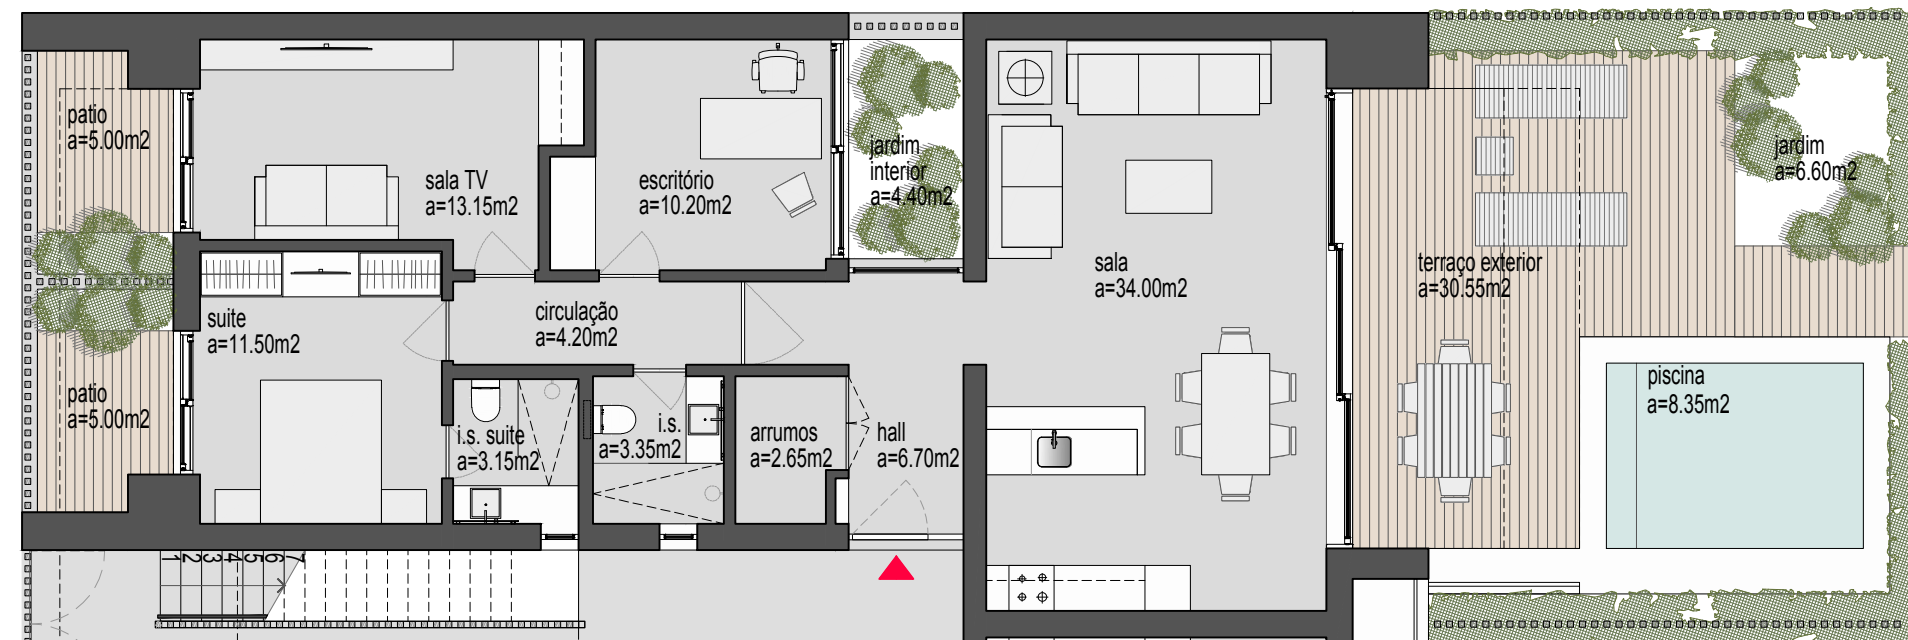 patio
a=5.00m2
sala TV
a=13.15m2
escritório
a=10.20m2
jardim
interior
a=4.40m2
sala
a=34.00m2
terraço exterior
a=30.55m2
jardim
a=6.60m2
suite
a=11.50m2
circulação
a=4.20m2
patio
a=5.00m2
i.s. suite
a=3.15m2
i.s.
a=3.35m2
arrumos
a=2.65m2
hall
a=6.70m2
piscina
a=8.35m2
1
2
3
4
5
6
7